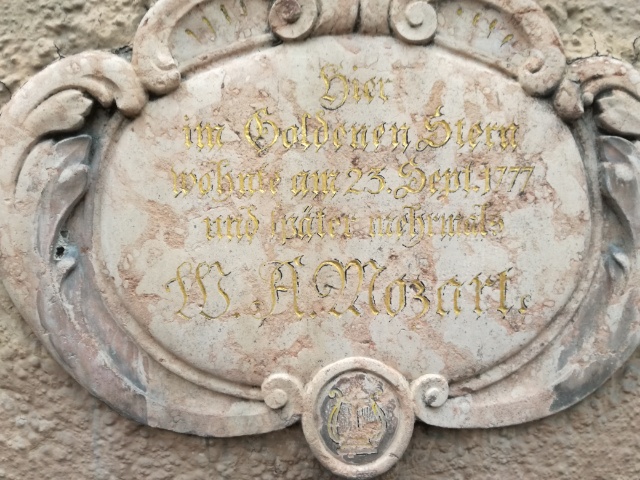 Hier
im Goldenen Stern
wohnte am 23. Sept. 1777
und später mehrmals
W. A. Mozart.